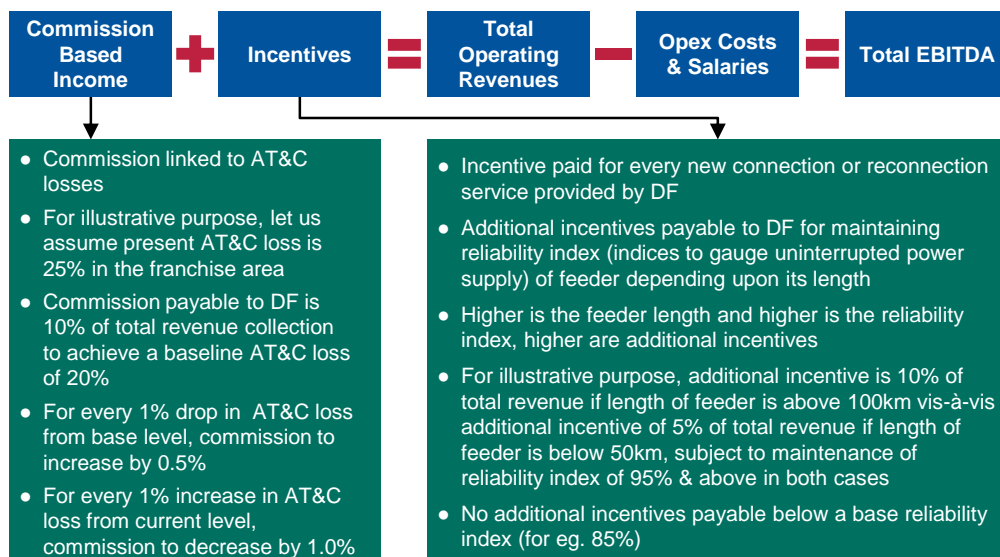 Commission
Based
Income
Incentives
Total
Operating
Revenues
Opex Costs
& Salaries
Total EBITDA
● Commission linked to AT&C
losses
● For illustrative purpose, let us
assume present AT&C loss is
25% in the franchise area
● Commission payable to DF is
10% of total revenue collection
to achieve a baseline AT&C loss
of 20%
● For every 1% drop in AT&C loss
from base level, commission to
increase by 0.5%
● For every 1% increase in AT&C
loss from current level,
commission to decrease by 1.0%
● Incentive paid for every new connection or reconnection
service provided by DF
● Additional incentives payable to DF for maintaining
reliability index (indices to gauge uninterrupted power
supply) of feeder depending upon its length
● Higher is the feeder length and higher is the reliability
index, higher are additional incentives
● For illustrative purpose, additional incentive is 10% of
total revenue if length of feeder is above 100km vis-à-vis
additional incentive of 5% of total revenue if length of
feeder is below 50km, subject to maintenance of
reliability index of 95% & above in both cases
● No additional incentives payable below a base reliability
index (for eg. 85%)